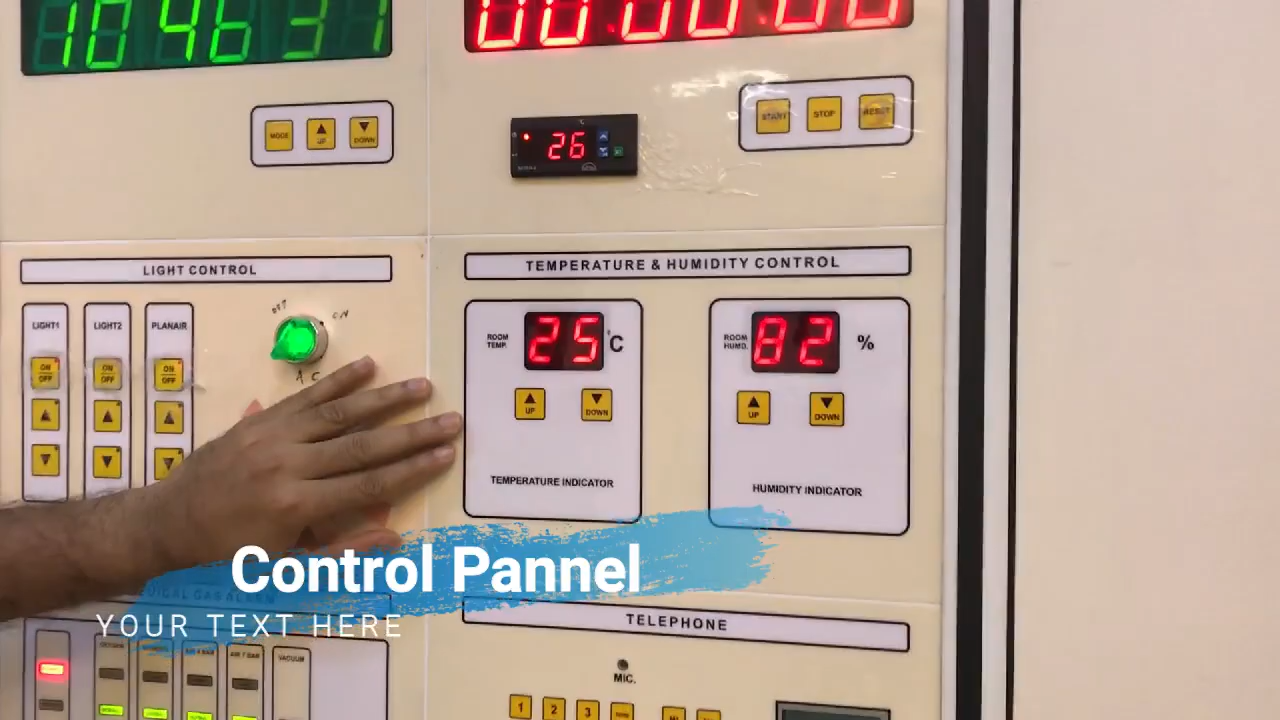 10 46 31
00 00 00
MODE
UP
DOWN
26
START
STOP
RESET
LIGHT CONTROL
TEMPERATURE & HUMIDITY CONTROL
LIGHT1
LIGHT2
PLANAIR
OFF
ON
ON OFF
ON OFF
ON OFF
A C
ROOM TEMP.
25 °C
UP
DOWN
TEMPERATURE INDICATOR
ROOM HUMD.
82 %
UP
DOWN
HUMIDITY INDICATOR
Control Pannel
YOUR TEXT HERE
TELEPHONE
MIC.
1
2
3
OXYGEN
AIR 4 BAR
AIR 7 BAR
VACUUM